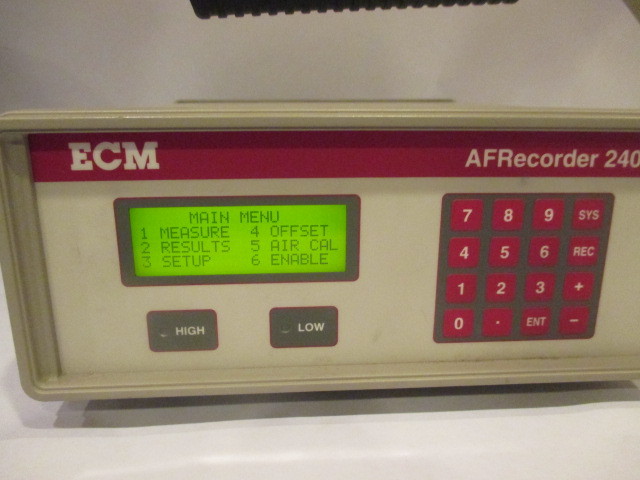 ECM
AFRecorder 240
MAIN MENU
1 MEASURE 4 OFFSET
2 RESULTS 5 AIR CAL
3 SETUP 6 ENABLE
HIGH
LOW
7 8 9 SYS
4 5 6 REC
1 2 3 +
0 . ENT -